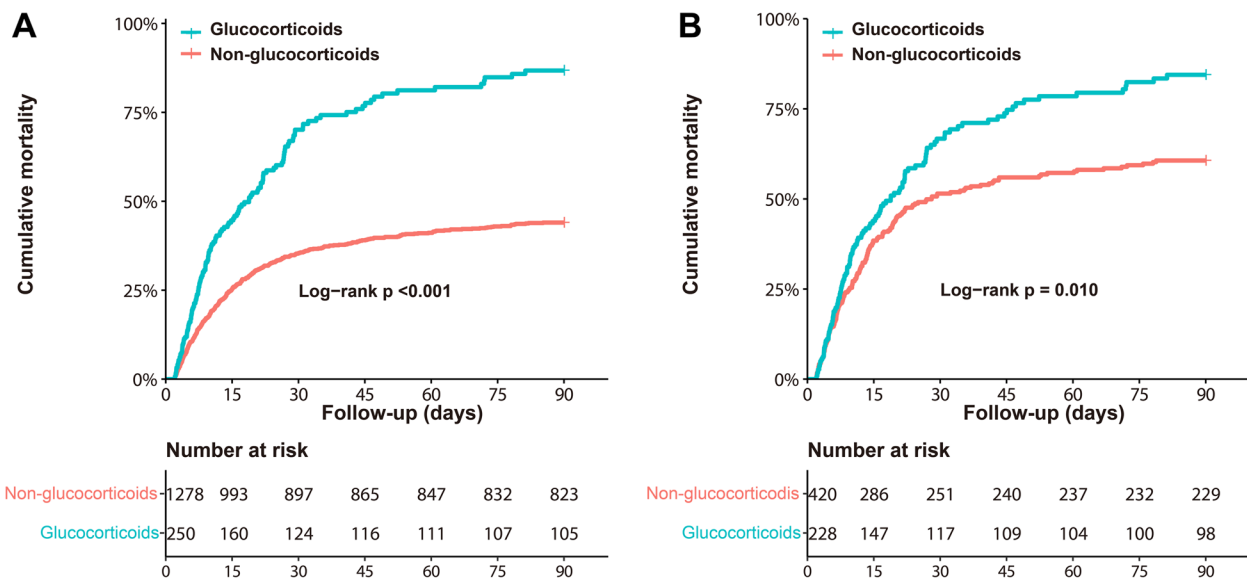 A
Glucocorticoids
Non-glucocorticoids
100%
75%
50%
25%
0%
Cumulative mortality
Log-rank p <0.001
0 15 30 45 60 75 90
Follow-up (days)
Number at risk
Non-glucocorticoids 1278 993 897 865 847 832 823
Glucocorticoids 250 160 124 116 111 107 105
0 15 30 45 60 75 90
B
Glucocorticoids
Non-glucocorticoids
100%
75%
50%
25%
0%
Cumulative mortality
Log-rank p = 0.010
0 15 30 45 60 75 90
Follow-up (days)
Number at risk
Non-glucocorticodis 420 286 251 240 237 232 229
Glucocorticoids 228 147 117 109 104 100 98
0 15 30 45 60 75 90